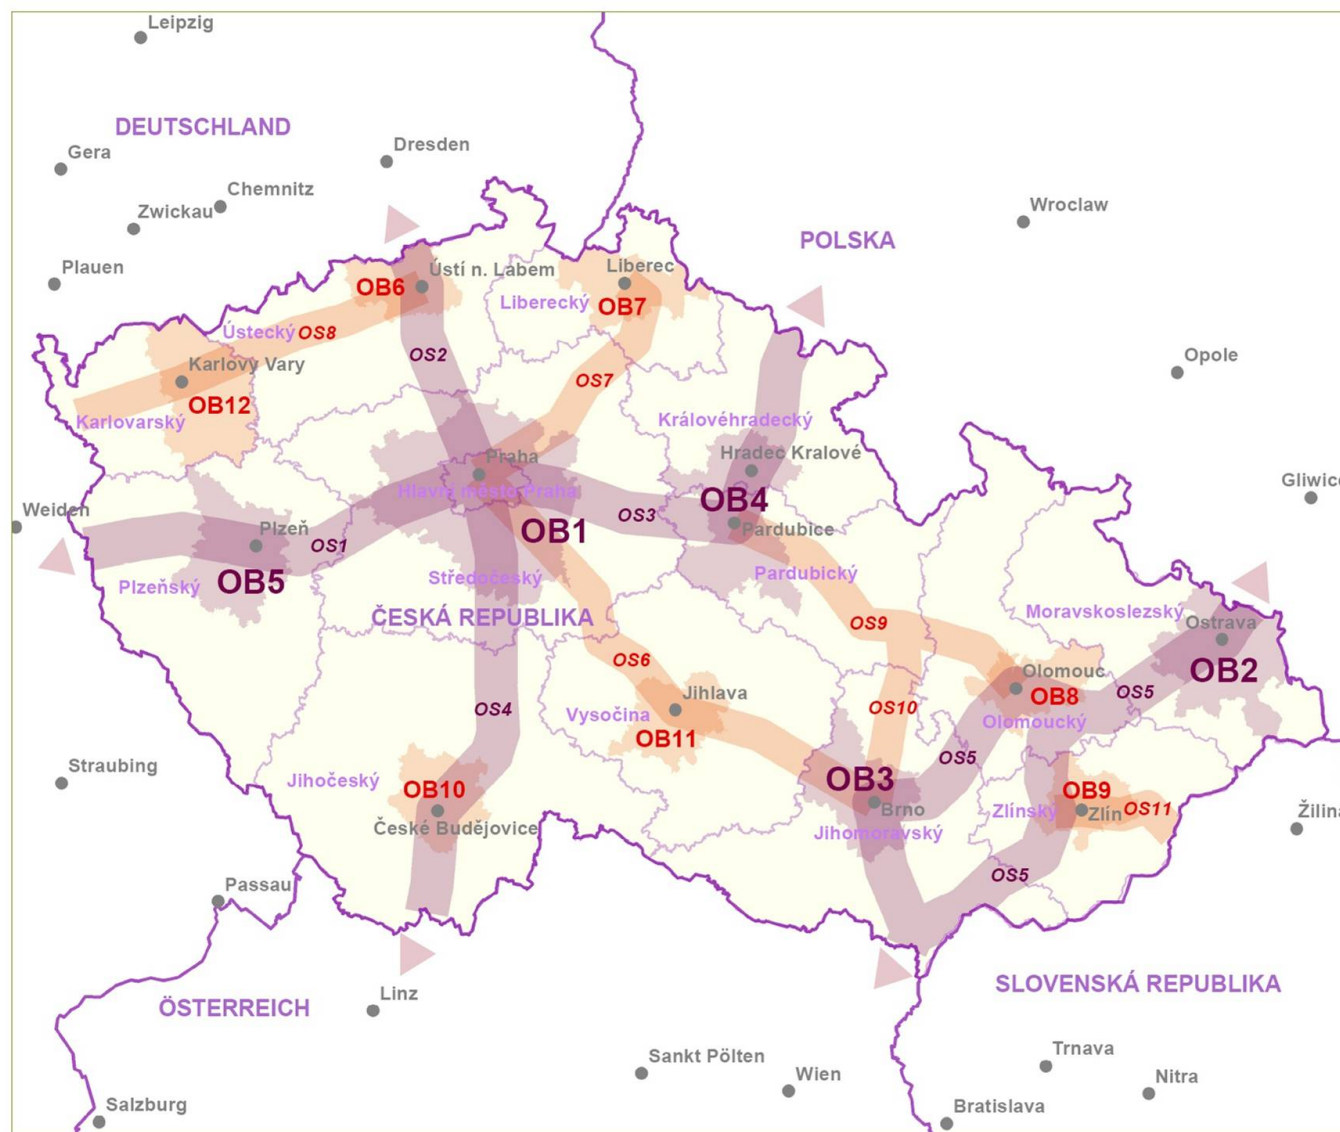 Leipzig
DEUTSCHLAND
Dresden
Gera
Chemnitz
Zwickau
Wroclaw
POLSKA
Plauen
Ústí n. Labem
Liberec
OB6
Liberecký
OB7
Ústecký
OS8
OS2
Opole
Karlovy Vary
OS7
OB12
Karlovarský
Královéhradecký
Praha
Hradec Kralové
Gliwice
Hlavní město Praha
OB4
Weiden
OS3
Plzeň
OB1
Pardubice
OS1
Plzeňský
OB5
Středočeský
Pardubický
ČESKÁ REPUBLIKA
Moravskoslezský
OS9
Ostrava
OS6
OB2
Olomouc
OB8
Jihlava
OS5
OS4
Vysočina
OS10
Olomoucký
OB11
OS5
Straubing
Jihočeský
OB3
OB10
OB9
Brno
Zlínský
Zlín
OS11
Žilina
České Budějovice
Jihomoravský
OS5
Passau
SLOVENSKÁ REPUBLIKA
Linz
ÖSTERREICH
Sankt Pölten
Trnava
Wien
Nitra
Salzburg
Bratislava